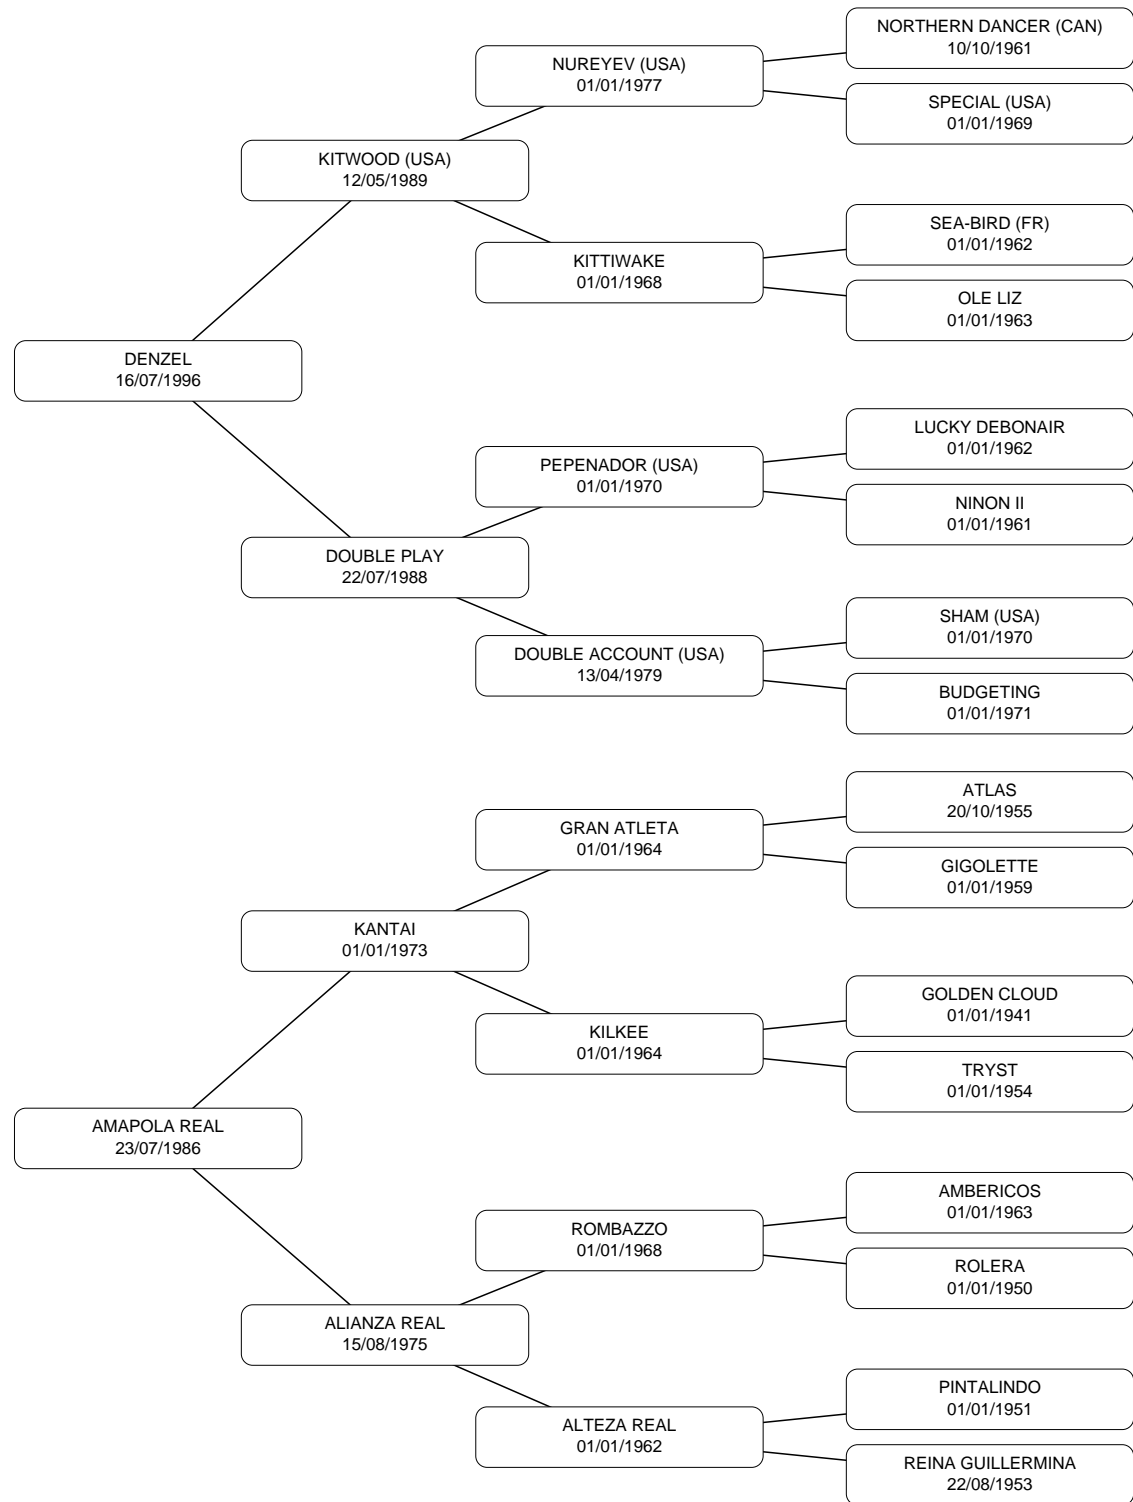 NORTHERN DANCER (CAN)
10/10/1961
NUREYEV (USA)
01/01/1977
SPECIAL (USA)
01/01/1969
KITWOOD (USA)
12/05/1989
SEA-BIRD (FR)
01/01/1962
KITTIWAKE
01/01/1968
OLE LIZ
01/01/1963
DENZEL
16/07/1996
LUCKY DEBONAIR
01/01/1962
PEPENADOR (USA)
01/01/1970
NINON II
01/01/1961
DOUBLE PLAY
22/07/1988
SHAM (USA)
01/01/1970
DOUBLE ACCOUNT (USA)
13/04/1979
BUDGETING
01/01/1971
ATLAS
20/10/1955
GRAN ATLETA
01/01/1964
GIGOLETTE
01/01/1959
KANTAI
01/01/1973
GOLDEN CLOUD
01/01/1941
KILKEE
01/01/1964
TRYST
01/01/1954
AMAPOLA REAL
23/07/1986
AMBERICOS
01/01/1963
ROMBAZZO
01/01/1968
ROLERA
01/01/1950
ALIANZA REAL
15/08/1975
PINTALINDO
01/01/1951
ALTEZA REAL
01/01/1962
REINA GUILLERMINA
22/08/1953